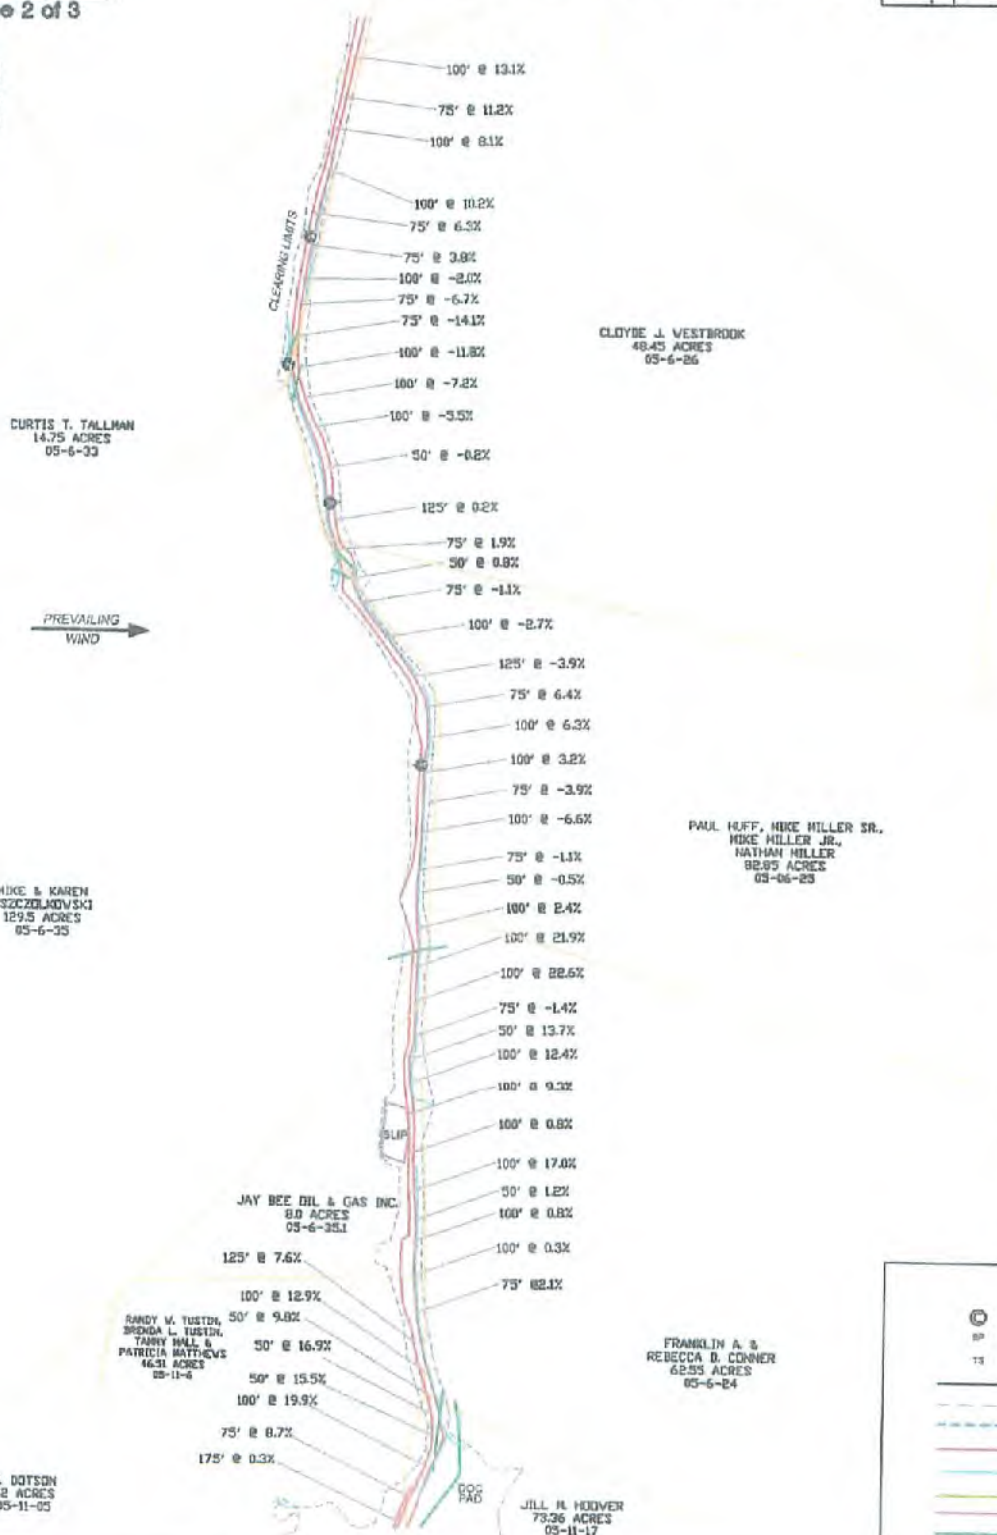 2 of 3
100' @ 13.1%
75' @ 11.2%
100' @ 8.1%
100' @ 10.2%
75' @ 6.3%
75' @ 3.8%
100' @ -2.0%
75' @ -6.7%
75' @ -14.1%
100' @ -11.8%
100' @ -7.2%
100' @ -5.5%
50' @ -0.2%
125' @ 0.2%
75' @ 1.9%
50' @ 0.8%
75' @ -1.1%
100' @ -2.7%
125' @ -3.9%
75' @ 6.4%
100' @ 6.3%
100' @ 3.2%
75' @ -3.9%
100' @ -6.6%
75' @ -1.1%
50' @ -0.5%
100' @ 2.4%
100' @ 21.9%
100' @ 22.6%
75' @ -1.4%
50' @ 13.7%
100' @ 12.4%
100' @ 9.3%
100' @ 0.8%
100' @ 17.0%
50' @ 1.2%
100' @ 0.8%
100' @ 0.3%
75' @2.1%
CLEARING LIMITS
CLOYDE J. WESTBROOK
48.45 ACRES
05-6-26
CURTIS T. TALLMAN
14.75 ACRES
05-6-33
PREVAILING
WIND
PAUL HUFF, MIKE MILLER SR.,
MIKE MILLER JR.,
NATHAN MILLER
82.85 ACRES
05-06-25
MIKE & KAREN
SZCZOLKOWSKI
129.5 ACRES
05-6-35
SLIP
JAY BEE OIL & GAS INC.
8.0 ACRES
05-6-35.1
125' @ 7.6%
100' @ 12.9%
50' @ 9.8%
50' @ 16.9%
50' @ 15.5%
100' @ 19.9%
75' @ 8.7%
175' @ 0.3%
RANDY W. TUSTIN,
BRENDA L. TUSTIN,
TAMMY HALL &
PATRICIA MATTHEWS
46.51 ACRES
05-11-6
FRANKLIN A. &
REBECCA D. CONNER
62.55 ACRES
05-6-24
DOTSON
2 ACRES
05-11-05
PAD
JILL M. HOOVER
73.36 ACRES
05-11-17
BP
TS